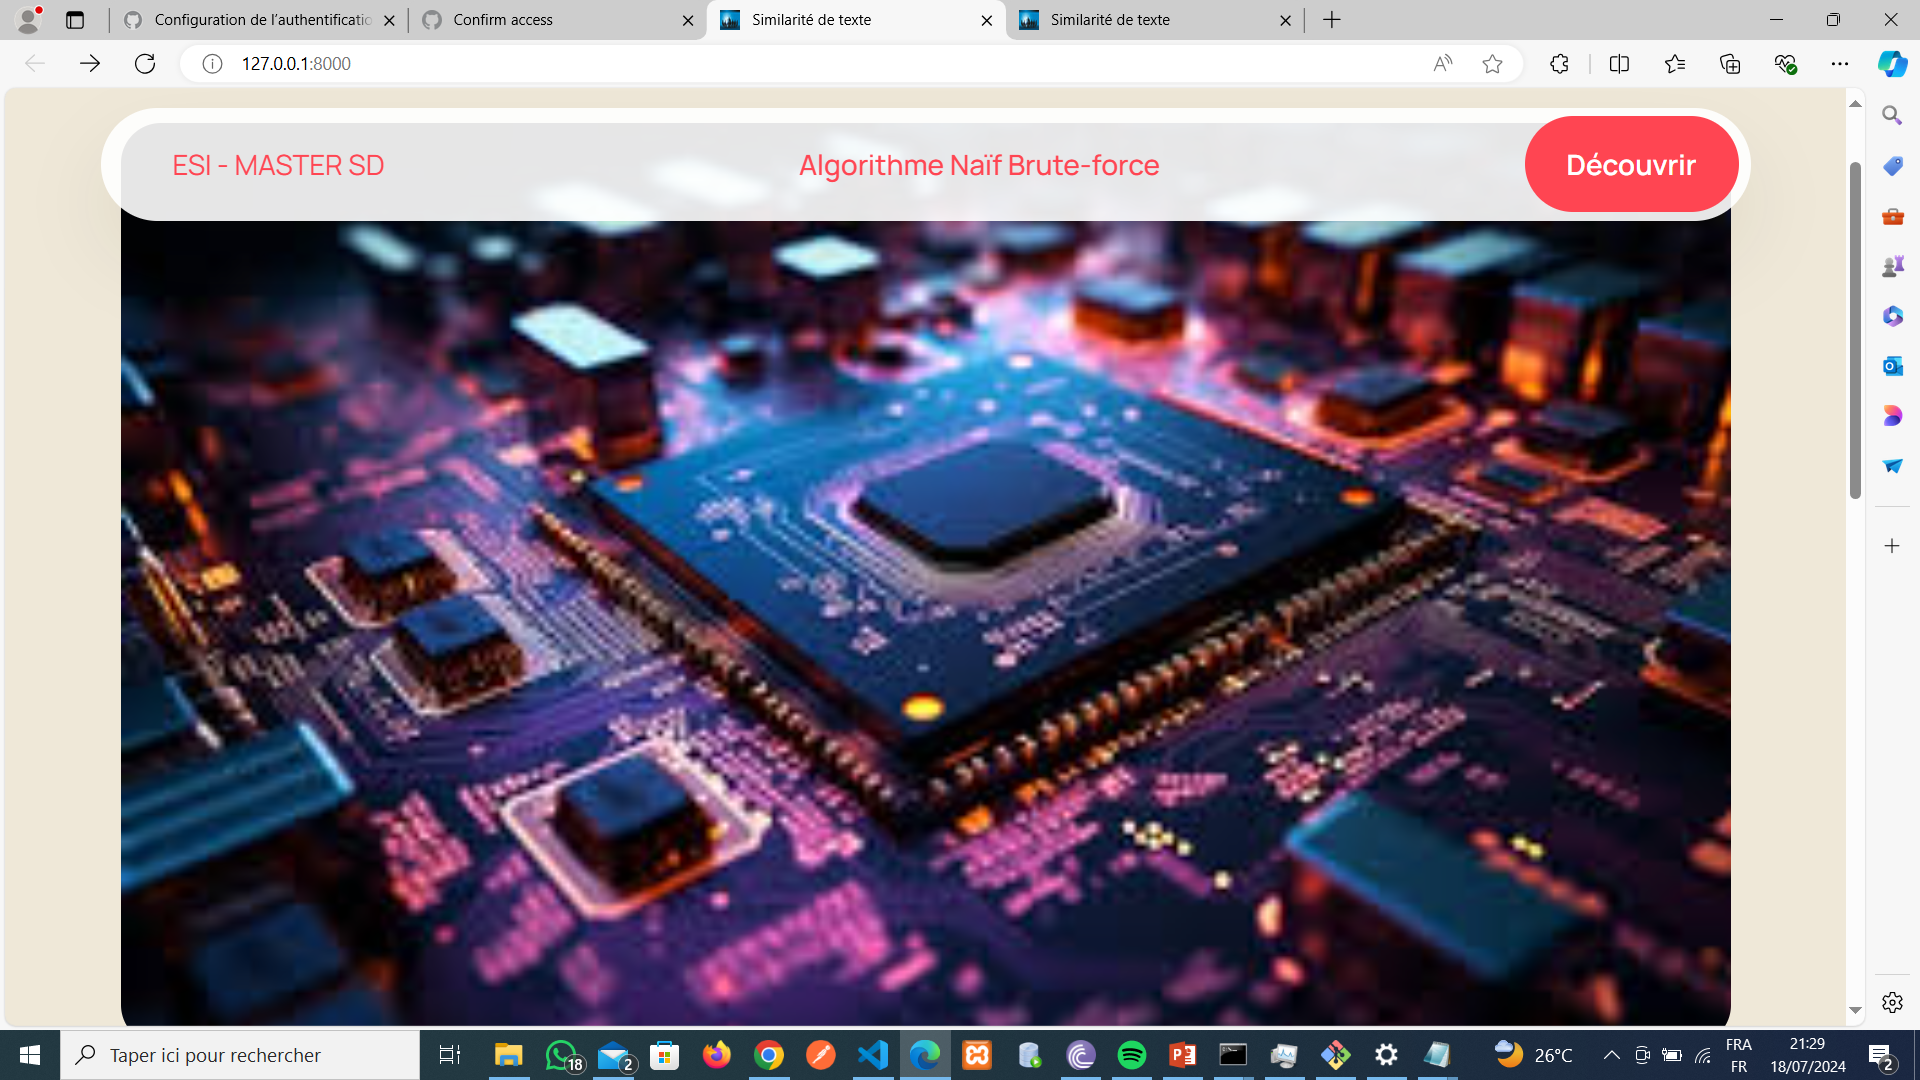 Configuration de l'authentificatio
Confirm access
Similarité de texte
Similarité de texte
127.0.0.1:8000
ESI - MASTER SD
Algorithme Naïf Brute-force
Découvrir
Taper ici pour rechercher
18
2
26°C
FRA
FR
21:29
18/07/2024
2